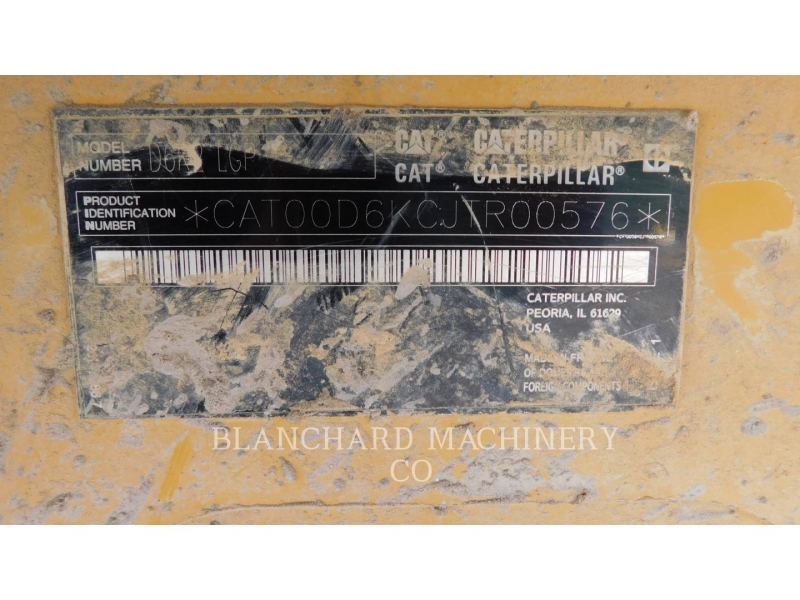 MODEL
NUMBER LGP
CAT® CATERPILLAR
CAT® CATERPILLAR®
PRODUCT
IDENTIFICATION
NUMBER
*CAT00D6KCJTR00576*
CATERPILLAR INC.
PEORIA, IL 61629
USA
OF
FOREIGN COMPONENTS
BLANCHARD MACHINERY
CO